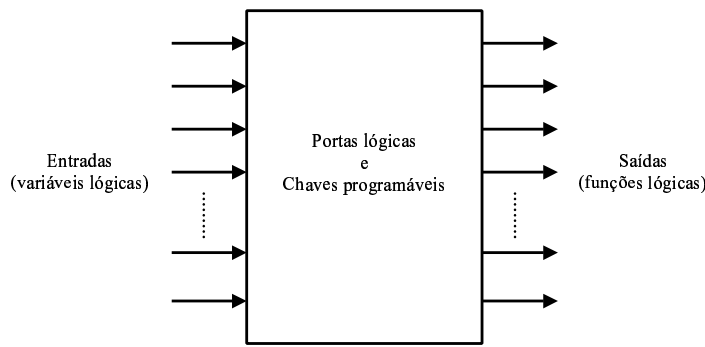 Entradas
(variáveis lógicas)
Portas lógicas
e
Chaves programáveis
Saídas
(funções lógicas)